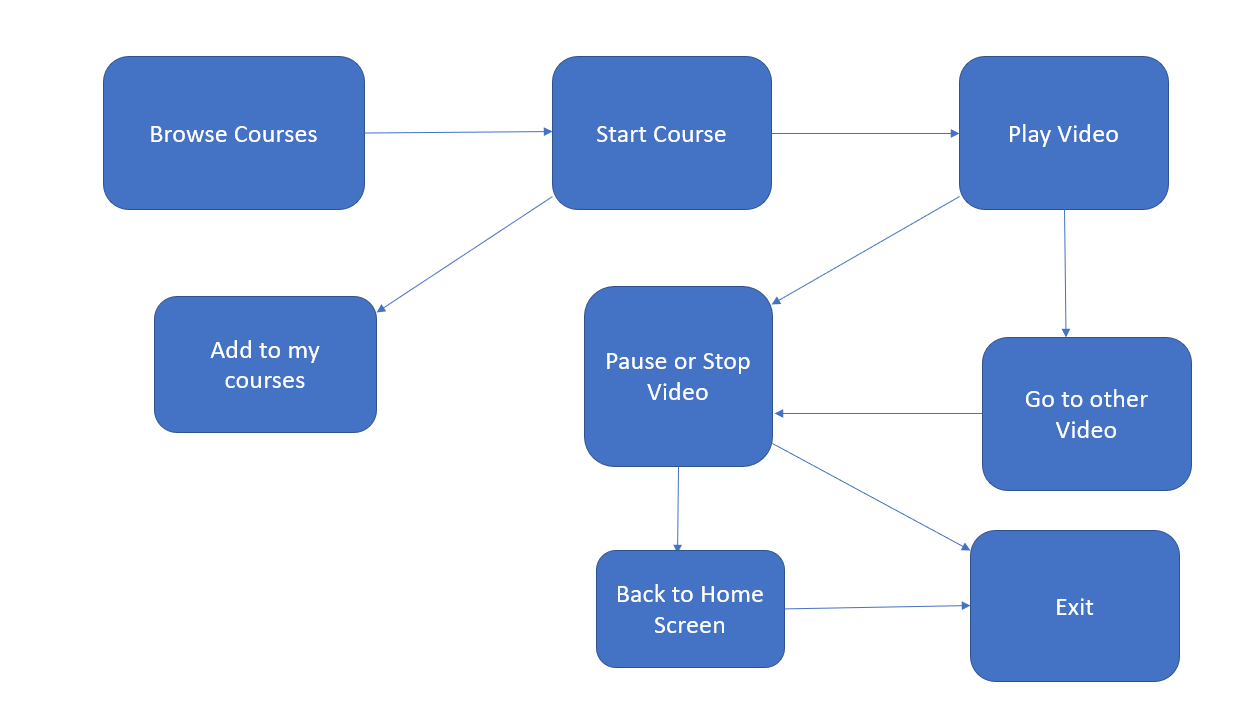 Browse Courses
Start Course
Play Video
Add to my
courses
Pause or Stop
Video
Go to other
Video
Back to Home
Screen
Exit